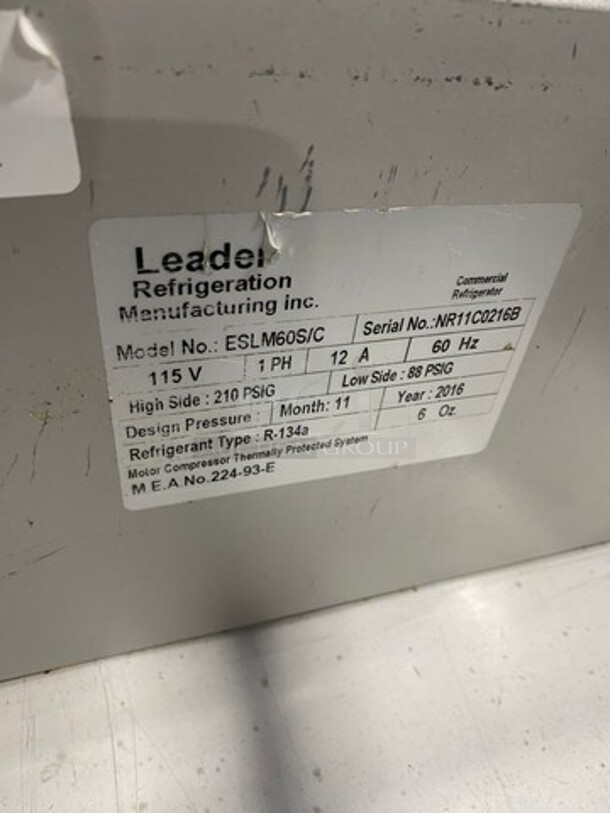 Leader
Refrigeration
Manufacturing inc.
Commercial
Refrigerator
Model No.: ESLM60S/C Serial No.:NR11C0216B
115 V 1 PH 12 A 60 Hz
High Side : 210 PSIG Low Side : 88 PSIG
Design Pressure : Month: 11 Year : 2016
Refrigerant Type : R-134a 6 Oz.
Motor Compressor Thermally Protected System
M.E.A.No.224-93-E
GROUP